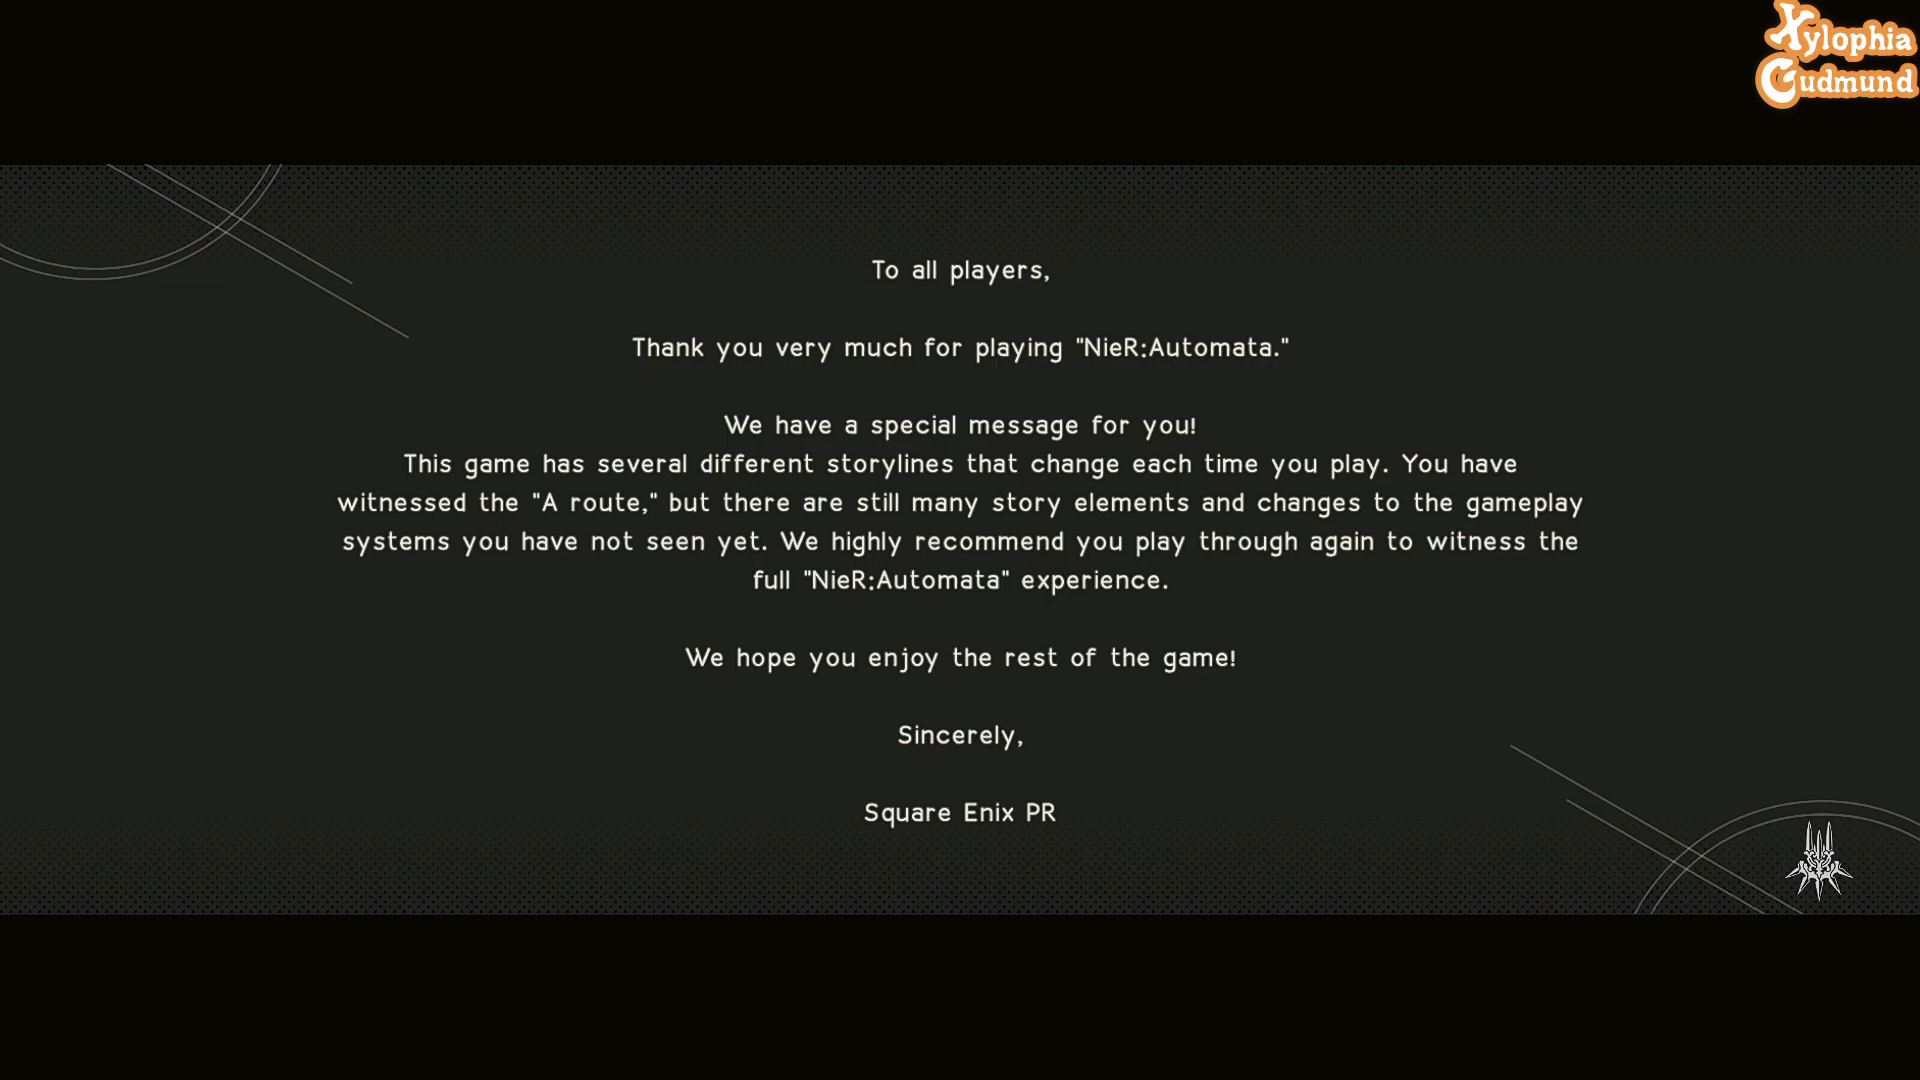 Xylophia
Gudmund
To all players,
Thank you very much for playing "NieR:Automata."
We have a special message for you!
This game has several different storylines that change each time you play. You have
witnessed the "A route," but there are still many story elements and changes to the gameplay
systems you have not seen yet. We highly recommend you play through again to witness the
full "NieR:Automata" experience.
We hope you enjoy the rest of the game!
Sincerely,
Square Enix PR